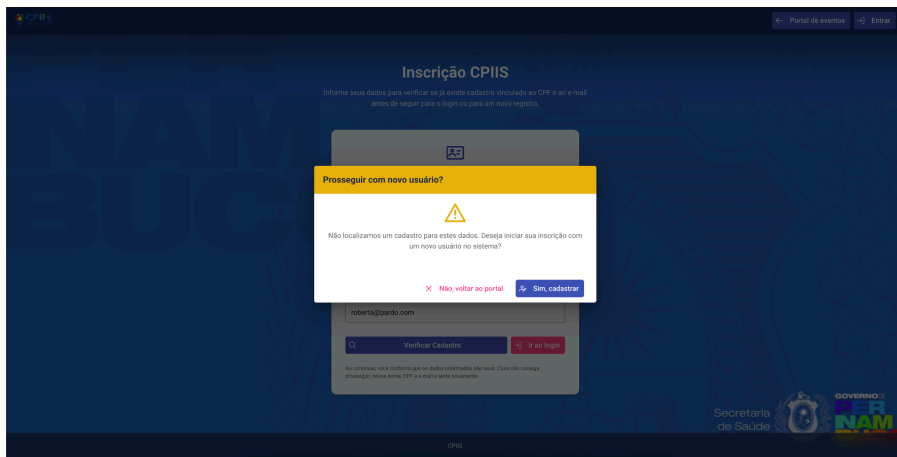 CPIIS
Portal de eventos
Entrar
Inscrição CPIIS
Informe seus dados para verificar se já existe cadastro vinculado ao CPF e ao e-mail
antes de seguir para o login ou para um novo registro.
Prosseguir com novo usuário?
Não localizamos um cadastro para estes dados. Deseja iniciar sua inscrição com
um novo usuário no sistema?
Não, voltar ao portal
Sim, cadastrar
roberta@pardo.com
Verificar Cadastro
Ir ao login
Ao continuar, você confirma que os dados informados são seus. Caso não consiga
prosseguir, revise nome, CPF e e-mail e tente novamente.
NAM
BUC
Secretaria
de Saúde
GOVERNO
PER
NAM
CPIIS